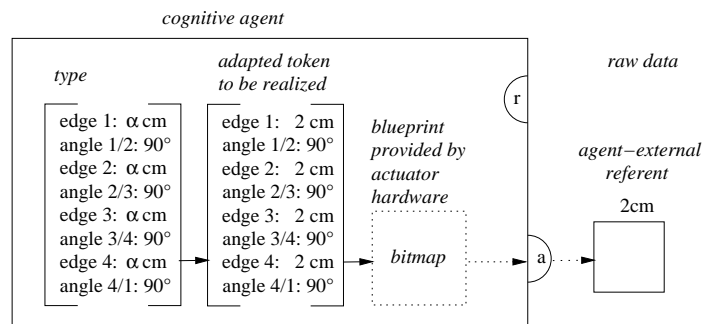 cognitive agent
type
edge 1: α cm
angle 1/2: 90°
edge 2: α cm
angle 2/3: 90°
edge 3: α cm
angle 3/4: 90°
edge 4: α cm
angle 4/1: 90°
adapted token
to be realized
edge 1: 2 cm
angle 1/2: 90°
edge 2: 2 cm
angle 2/3: 90°
edge 3: 2 cm
angle 3/4: 90°
edge 4: 2 cm
angle 4/1: 90°
blueprint
provided by
actuator
hardware
bitmap
r
a
raw data
agent−external
referent
2cm